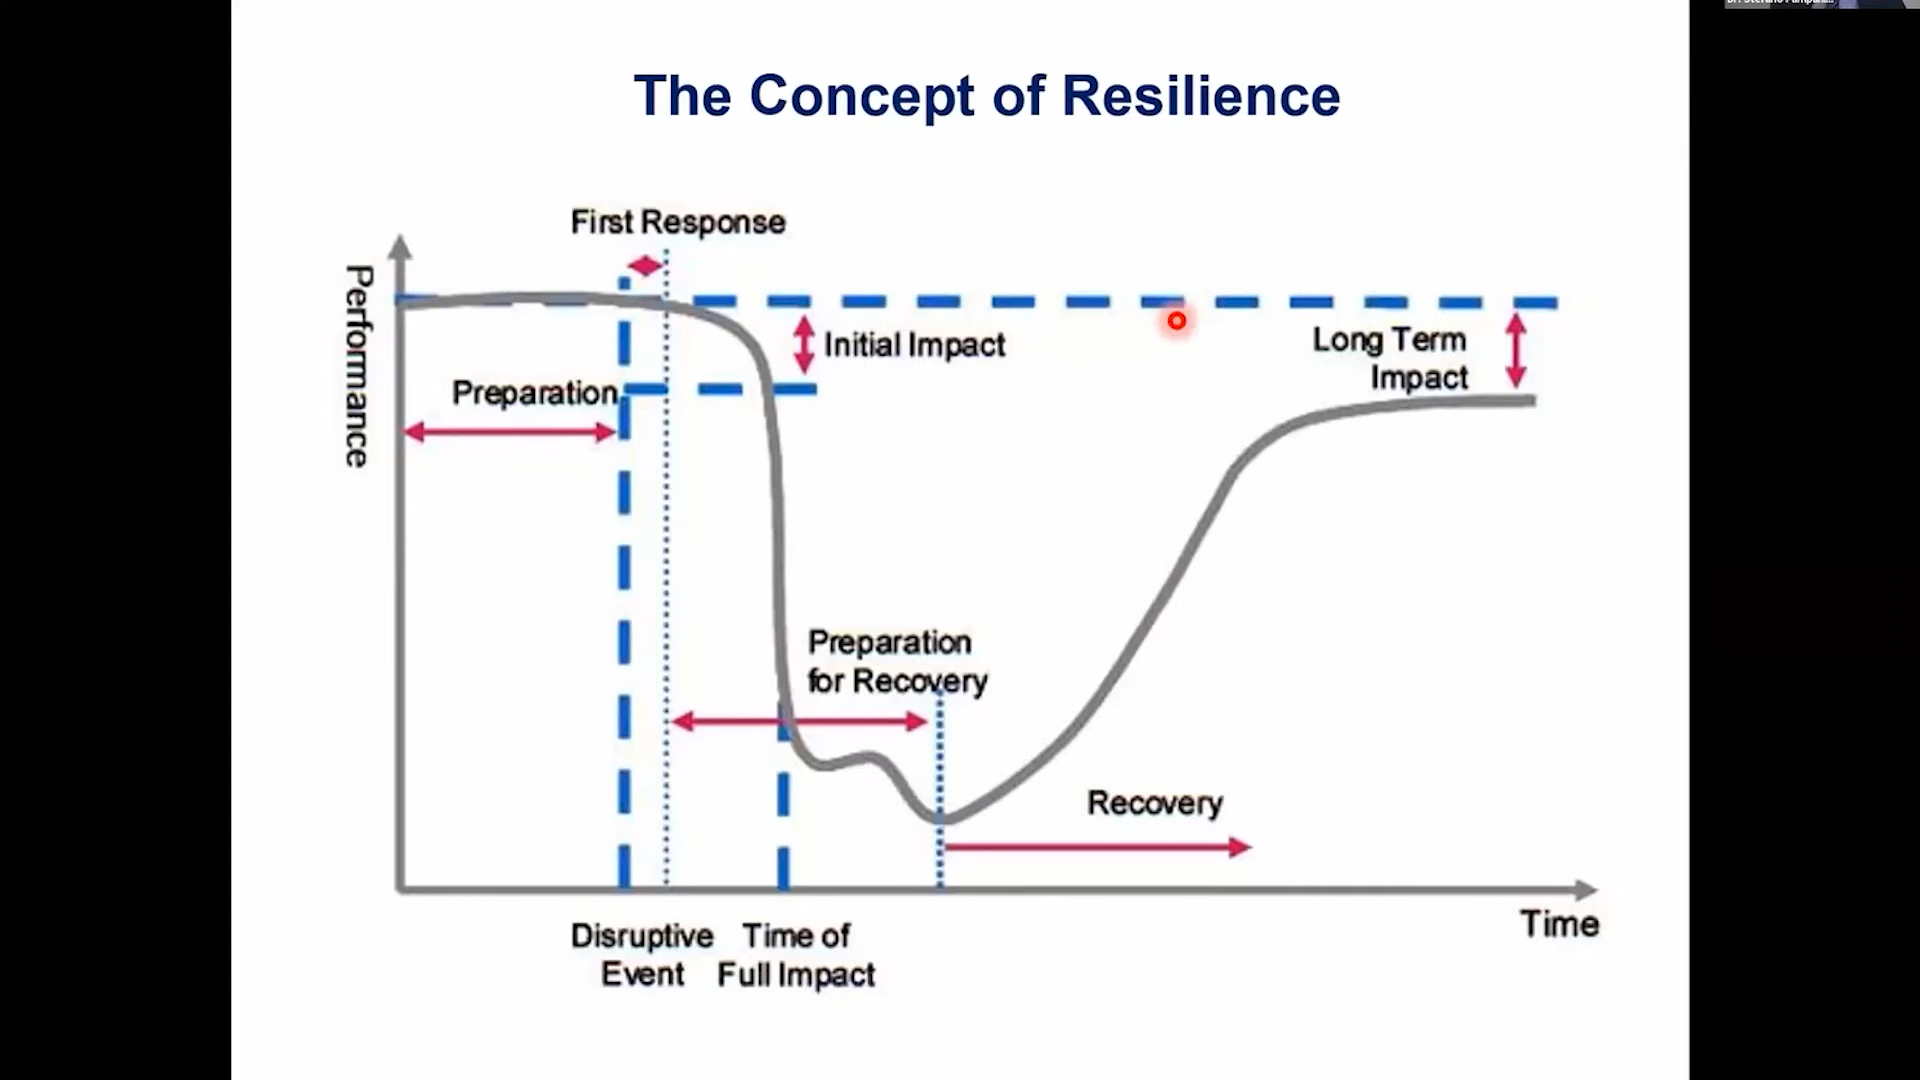 The Concept of Resilience
First Response
Performance
Initial Impact
Long Term
Impact
Preparation
Preparation
for Recovery
Recovery
Time
Disruptive
Event
Time of
Full Impact